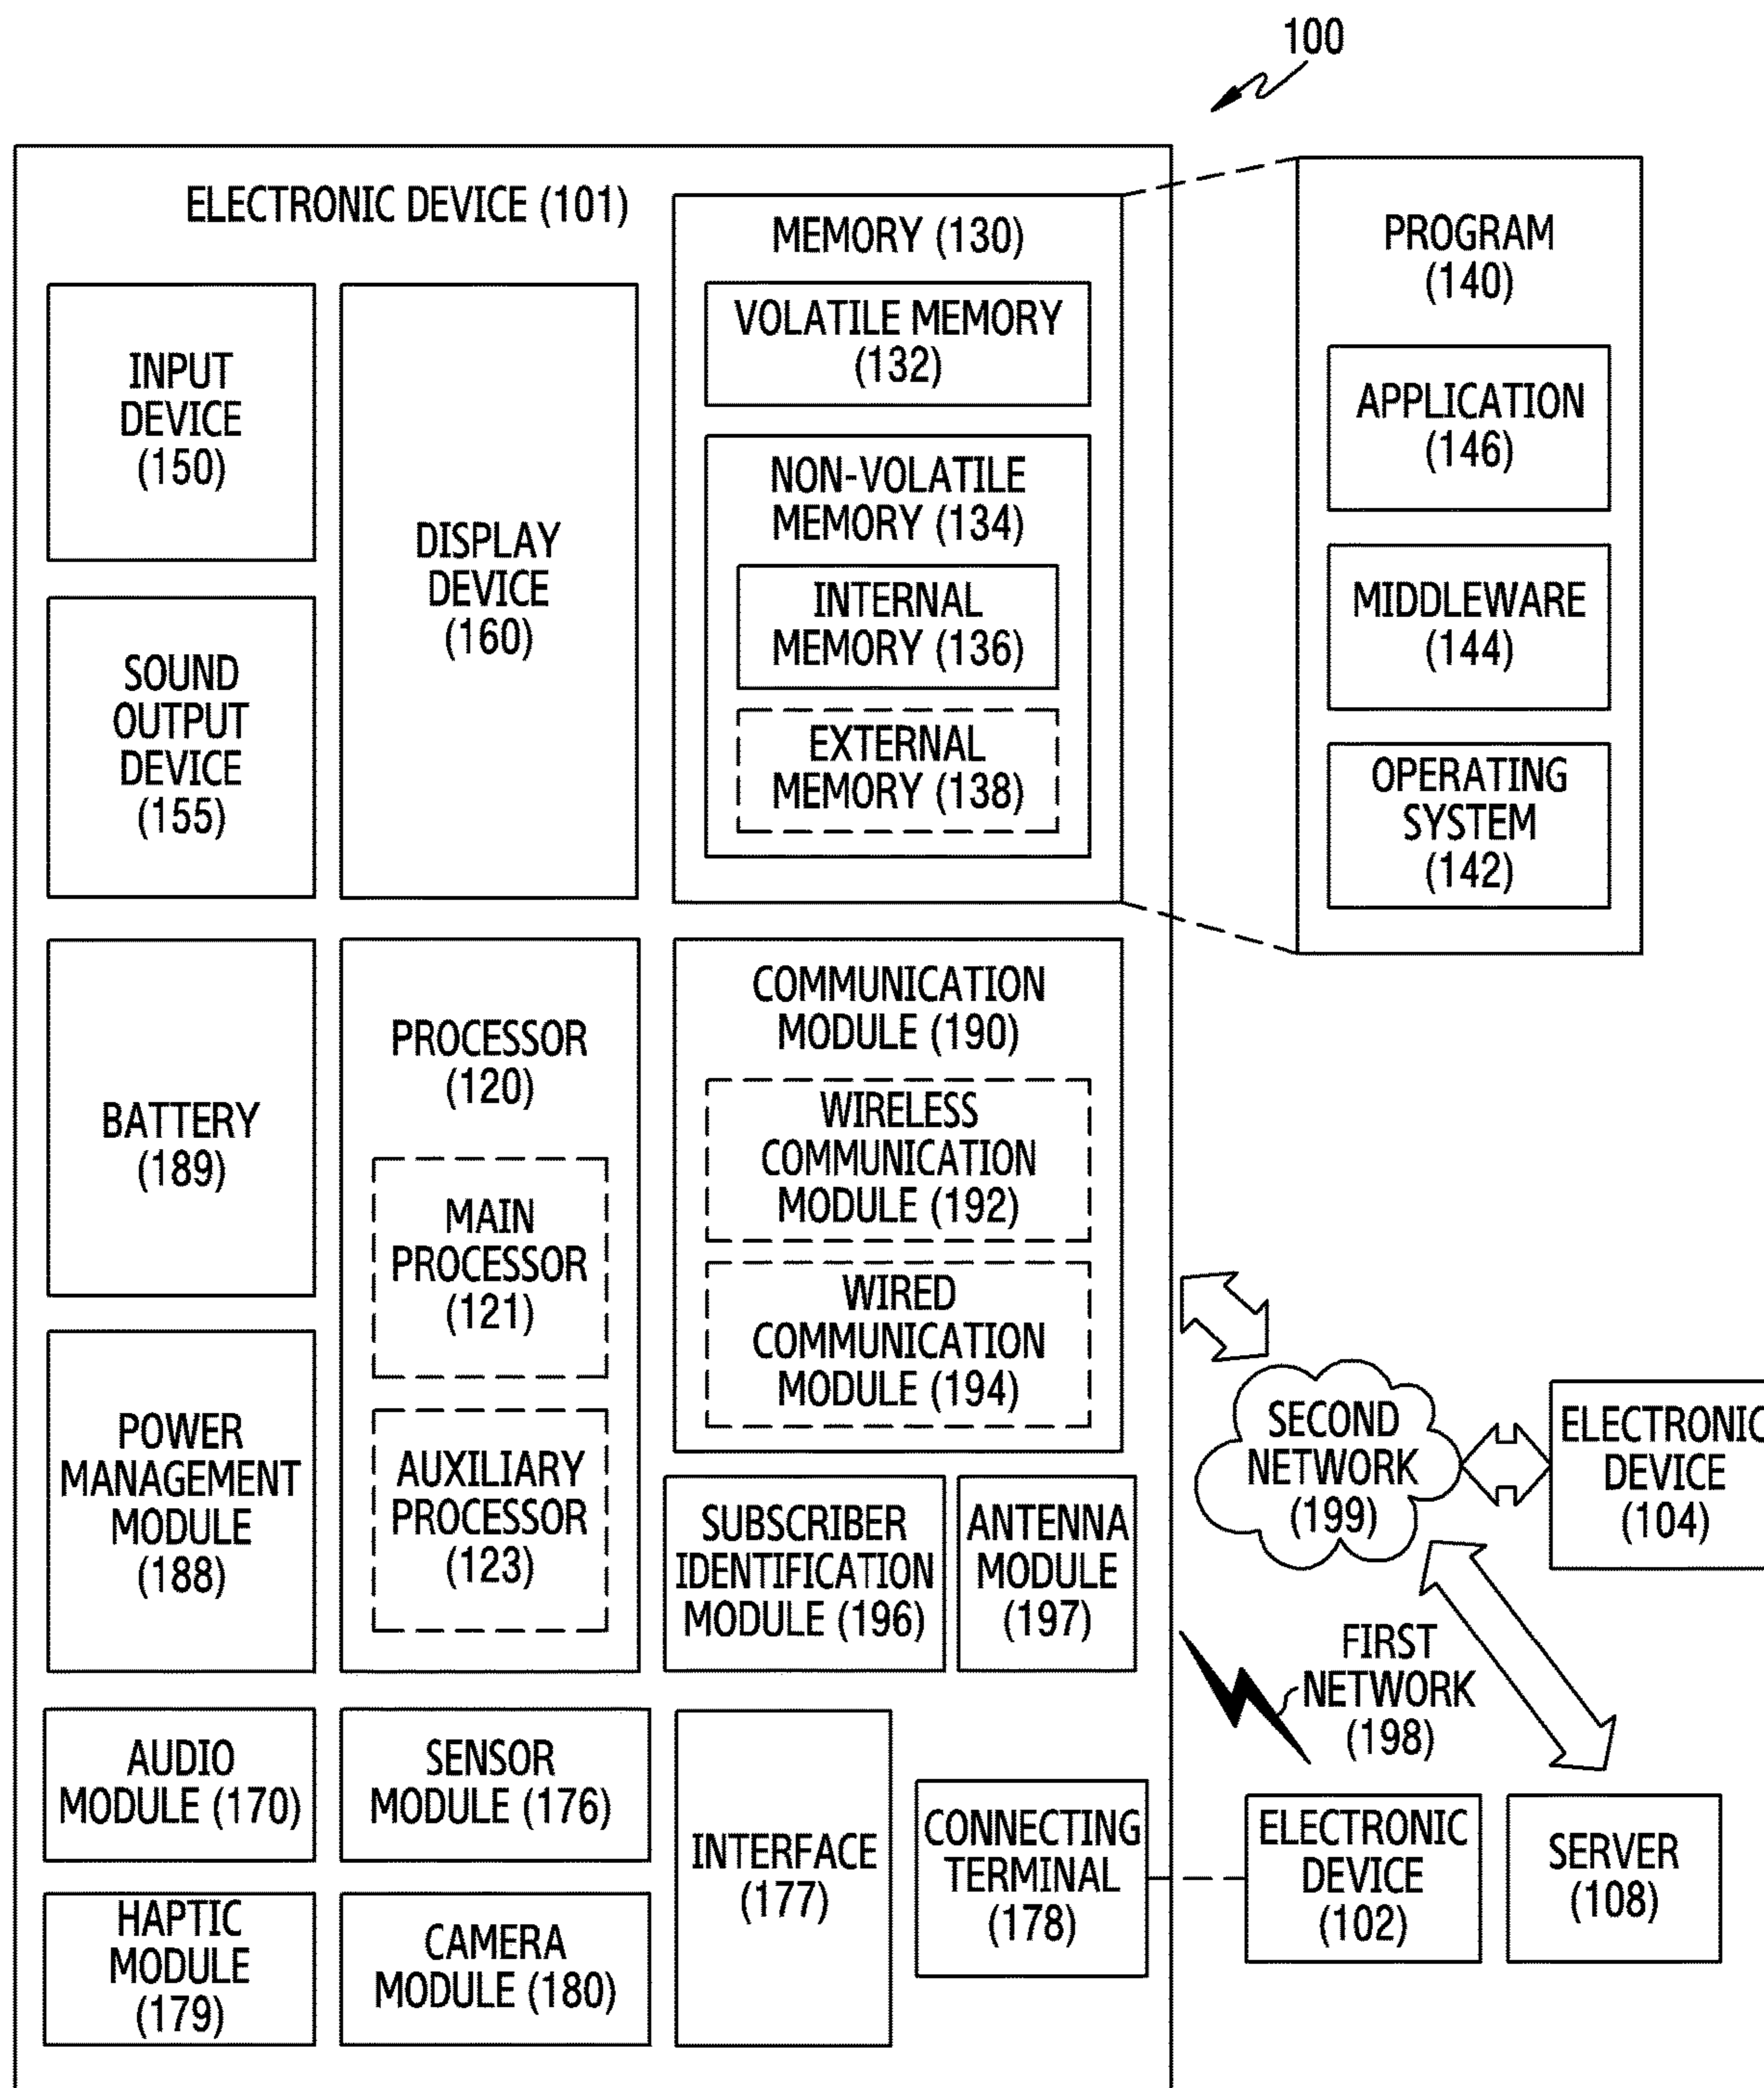 100
ELECTRONIC DEVICE (101)
INPUT
DEVICE
(150)
SOUND
OUTPUT
DEVICE
(155)
DISPLAY
DEVICE
(160)
MEMORY (130)
VOLATILE MEMORY
(132)
NON-VOLATILE
MEMORY (134)
INTERNAL
MEMORY (136)
EXTERNAL
MEMORY (138)
PROGRAM
(140)
APPLICATION
(146)
MIDDLEWARE
(144)
OPERATING
SYSTEM
(142)
BATTERY
(189)
POWER
MANAGEMENT
MODULE
(188)
PROCESSOR
(120)
MAIN
PROCESSOR
(121)
AUXILIARY
PROCESSOR
(123)
COMMUNICATION
MODULE (190)
WIRELESS
COMMUNICATION
MODULE (192)
WIRED
COMMUNICATION
MODULE (194)
SUBSCRIBER
IDENTIFICATION
MODULE (196)
ANTENNA
MODULE
(197)
SECOND
NETWORK
(199)
ELECTRONIC
DEVICE
(104)
FIRST
NETWORK
(198)
AUDIO
MODULE (170)
SENSOR
MODULE (176)
HAPTIC
MODULE
(179)
CAMERA
MODULE (180)
INTERFACE
(177)
CONNECTING
TERMINAL
(178)
ELECTRONIC
DEVICE
(102)
SERVER
(108)